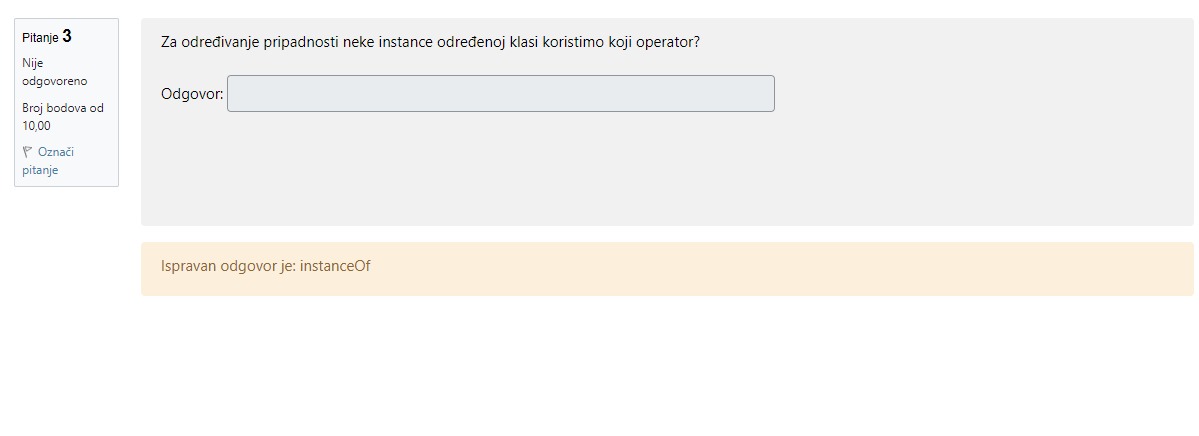 Pitanje 3
Nije
odgovoreno
Broj bodova od
10,00
Označi
pitanje
Za određivanje pripadnosti neke instance određenoj klasi koristimo koji operator?
Odgovor:
Ispravan odgovor je: instanceOf